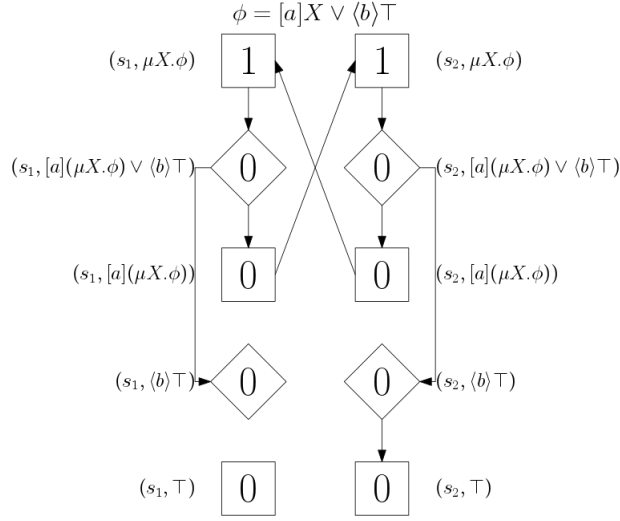 ϕ = [a]X ∨ ⟨b⟩⊤
(s₁, μX.ϕ) 1 1 (s₂, μX.ϕ)
(s₁, [a](μX.ϕ) ∨ ⟨b⟩⊤) 0 0 (s₂, [a](μX.ϕ) ∨ ⟨b⟩⊤)
(s₁, [a](μX.ϕ)) 0 0 (s₂, [a](μX.ϕ))
(s₁, ⟨b⟩⊤) 0 0 (s₂, ⟨b⟩⊤)
(s₁, ⊤) 0 0 (s₂, ⊤)